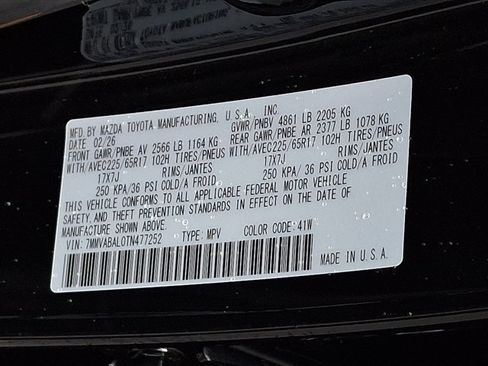 MFD. BY MAZDA TOYOTA MANUFACTURING, U.S.A., INC.
DATE 02/26 GVWR/PNBV 4861 LB 2205 KG
FRONT GAWR/PNBE AV 2566 LB 1164 KG REAR GAWR/PNBE AR 2377 LB 1078 KG
WITH/AVEC225/65R17 102H TIRES/PNEUS WITH/AVEC225/65R17 102H TIRES/PNEUS
17X7J RIMS/JANTES 17X7J RIMS/JANTES
250 KPA/ 36 PSI COLD/A FROID 250 KPA/ 36 PSI COLD/A FROID
THIS VEHICLE CONFORMS TO ALL APPLICABLE FEDERAL MOTOR VEHICLE
SAFETY, AND THEFT PREVENTION STANDARDS IN EFFECT ON THE DATE OF
MANUFACTURE SHOWN ABOVE.
VIN: 7MMVABAL0TN477252 TYPE: MPV COLOR CODE: 41W
MADE IN U.S.A.